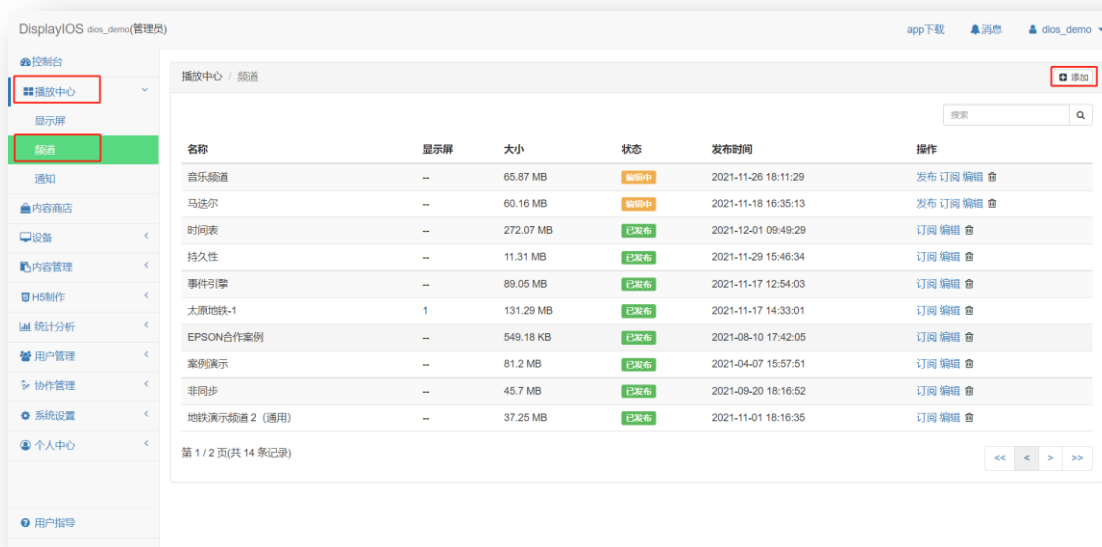 DisplayIOS dios_demo(管理员) app下载 消息 dios_demo
控制台
播放中心
显示屏
频道
通知
内容商店
设备
内容管理
H5制作
统计分析
用户管理
协作管理
系统设置
个人中心
用户指导
播放中心 / 频道 添加
搜索
名称 显示屏 大小 状态 发布时间 操作
音乐频道 -- 65.87 MB 编辑中 2021-11-26 18:11:29 发布 订阅 编辑
马迭尔 -- 60.16 MB 编辑中 2021-11-18 16:35:13 发布 订阅 编辑
时间表 -- 272.07 MB 已发布 2021-12-01 09:49:29 订阅 编辑
持久性 -- 11.31 MB 已发布 2021-11-29 15:46:34 订阅 编辑
事件引擎 -- 89.05 MB 已发布 2021-11-17 12:54:03 订阅 编辑
太原地铁-1 1 131.29 MB 已发布 2021-11-17 14:33:01 订阅 编辑
EPSON合作案例 -- 549.18 KB 已发布 2021-08-10 17:42:05 订阅 编辑
案例演示 -- 81.2 MB 已发布 2021-04-07 15:57:51 订阅 编辑
非同步 -- 45.7 MB 已发布 2021-09-20 18:16:52 订阅 编辑
地铁演示频道 2（通用） -- 37.25 MB 已发布 2021-11-01 18:16:35 订阅 编辑
第 1 / 2 页(共 14 条记录) << < > >>